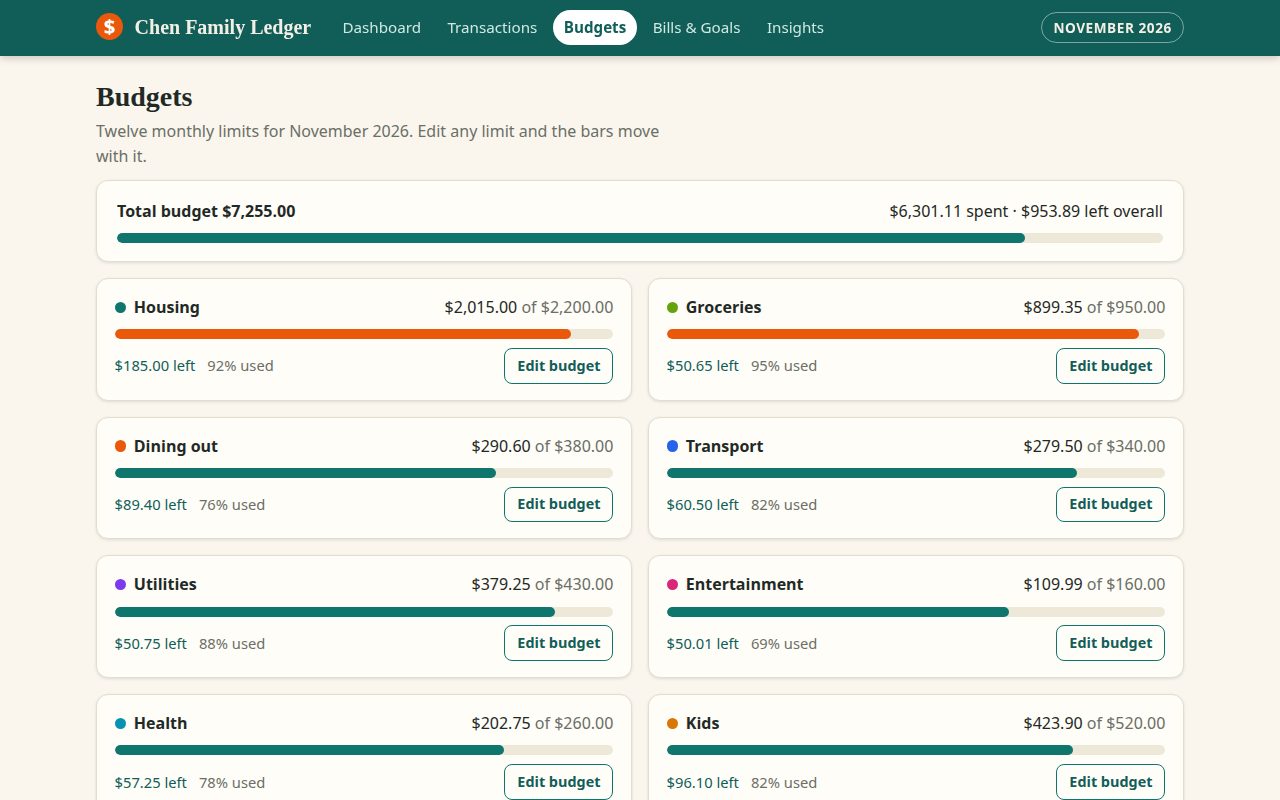 $ Chen Family Ledger Dashboard Transactions Budgets Bills & Goals Insights NOVEMBER 2026
Budgets
Twelve monthly limits for November 2026. Edit any limit and the bars move
with it.
Total budget $7,255.00 $6,301.11 spent · $953.89 left overall
Housing $2,015.00 of $2,200.00
$185.00 left 92% used Edit budget
Groceries $899.35 of $950.00
$50.65 left 95% used Edit budget
Dining out $290.60 of $380.00
$89.40 left 76% used Edit budget
Transport $279.50 of $340.00
$60.50 left 82% used Edit budget
Utilities $379.25 of $430.00
$50.75 left 88% used Edit budget
Entertainment $109.99 of $160.00
$50.01 left 69% used Edit budget
Health $202.75 of $260.00
$57.25 left 78% used Edit budget
Kids $423.90 of $520.00
$96.10 left 82% used Edit budget